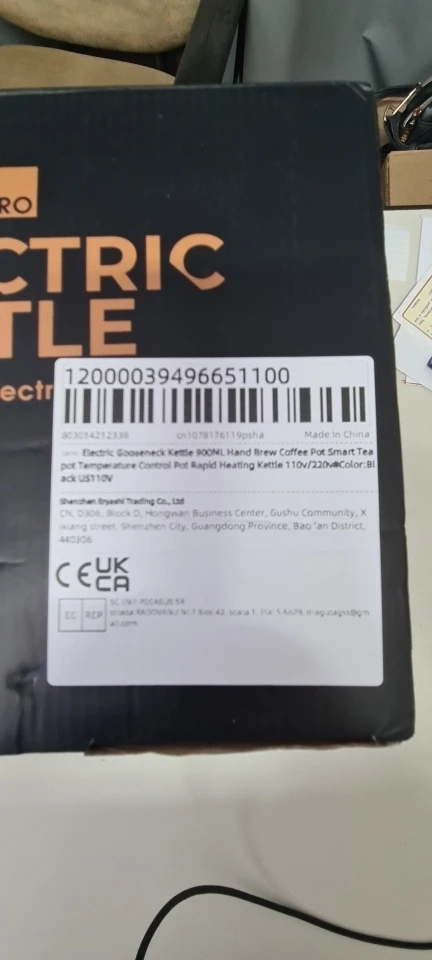 RO
CTRIC
TLE
ectr
12000039496651100
803014212338 cn1078176119psha Made In China
Electric Gooseneck Kettle 900ML Hand Brew Coffee Pot Smart Tea
pot Temperature Control Pot Rapid Heating Kettle 110v/220v#Color:Bl
ack US110V
Shenzhen Eryashi Trading Co., Ltd
CN, D306, Block D, Hongwan Business Center, Gushu Community, X
ixiang street, Shenzhen City, Guangdong Province, Bao'an District,
440306
CE UK
CA
EC REP